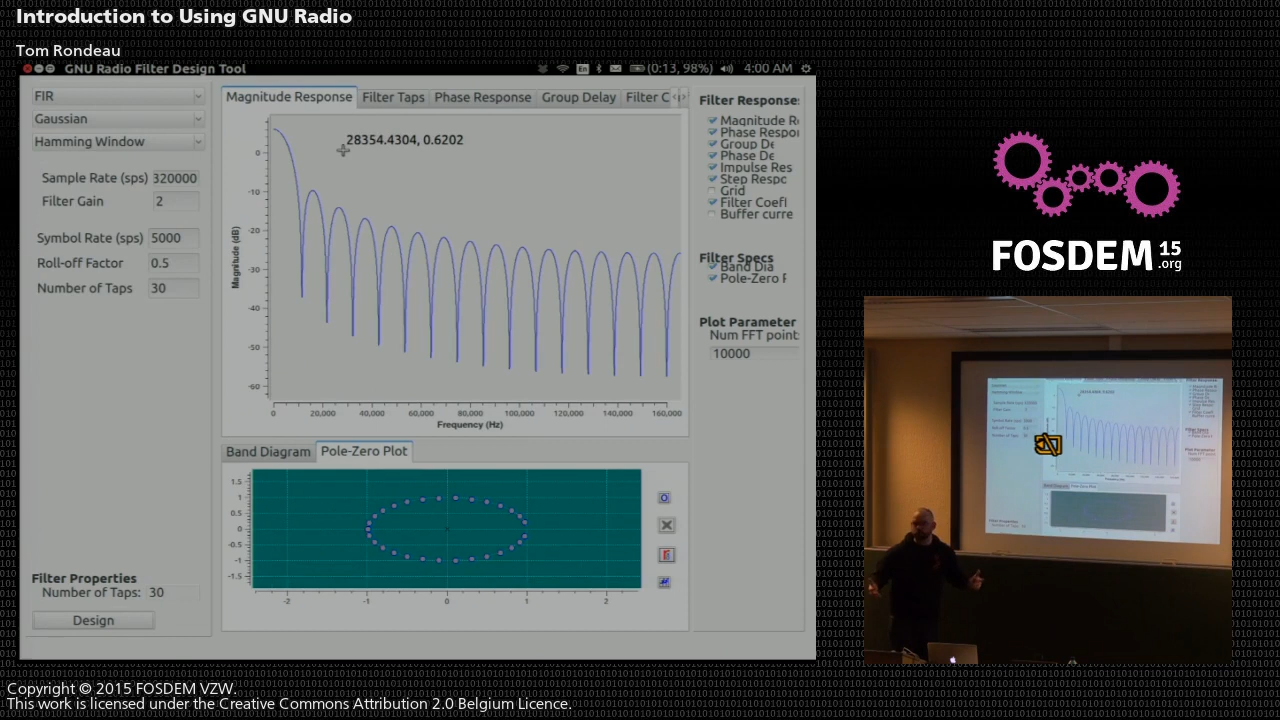 Introduction to Using GNU Radio
Tom Rondeau
GNU Radio Filter Design Tool
En
(0:13, 98%)
4:00 AM
FIR
Gaussian
Hamming Window
Sample Rate (sps) 320000
Filter Gain 2
Symbol Rate (sps) 5000
Roll-off Factor 0.5
Number of Taps 30
Filter Properties
Number of Taps: 30
Design
Magnitude Response Filter Taps Phase Response Group Delay Filter C
28354.4304, 0.6202
Magnitude (dB)
0
-10
-20
-30
-40
-50
-60
0 20,000 40,000 60,000 80,000 100,000 120,000 140,000 160,000
Frequency (Hz)
Band Diagram Pole-Zero Plot
1.5
1
0.5
0
-0.5
-1
-1.5
-2 -1 0 1 2
Filter Responses
Magnitude R
Phase Respo
Group De
Phase De
Impulse Res
Step Respc
Grid
Filter Coefl
Buffer curre
Filter Specs
Band Dia
Pole-Zero F
Plot Parameter
Num FFT point
10000
FOSDEM 15
.org
Copyright © 2015 FOSDEM VZW.
This work is licensed under the Creative Commons Attribution 2.0 Belgium Licence.